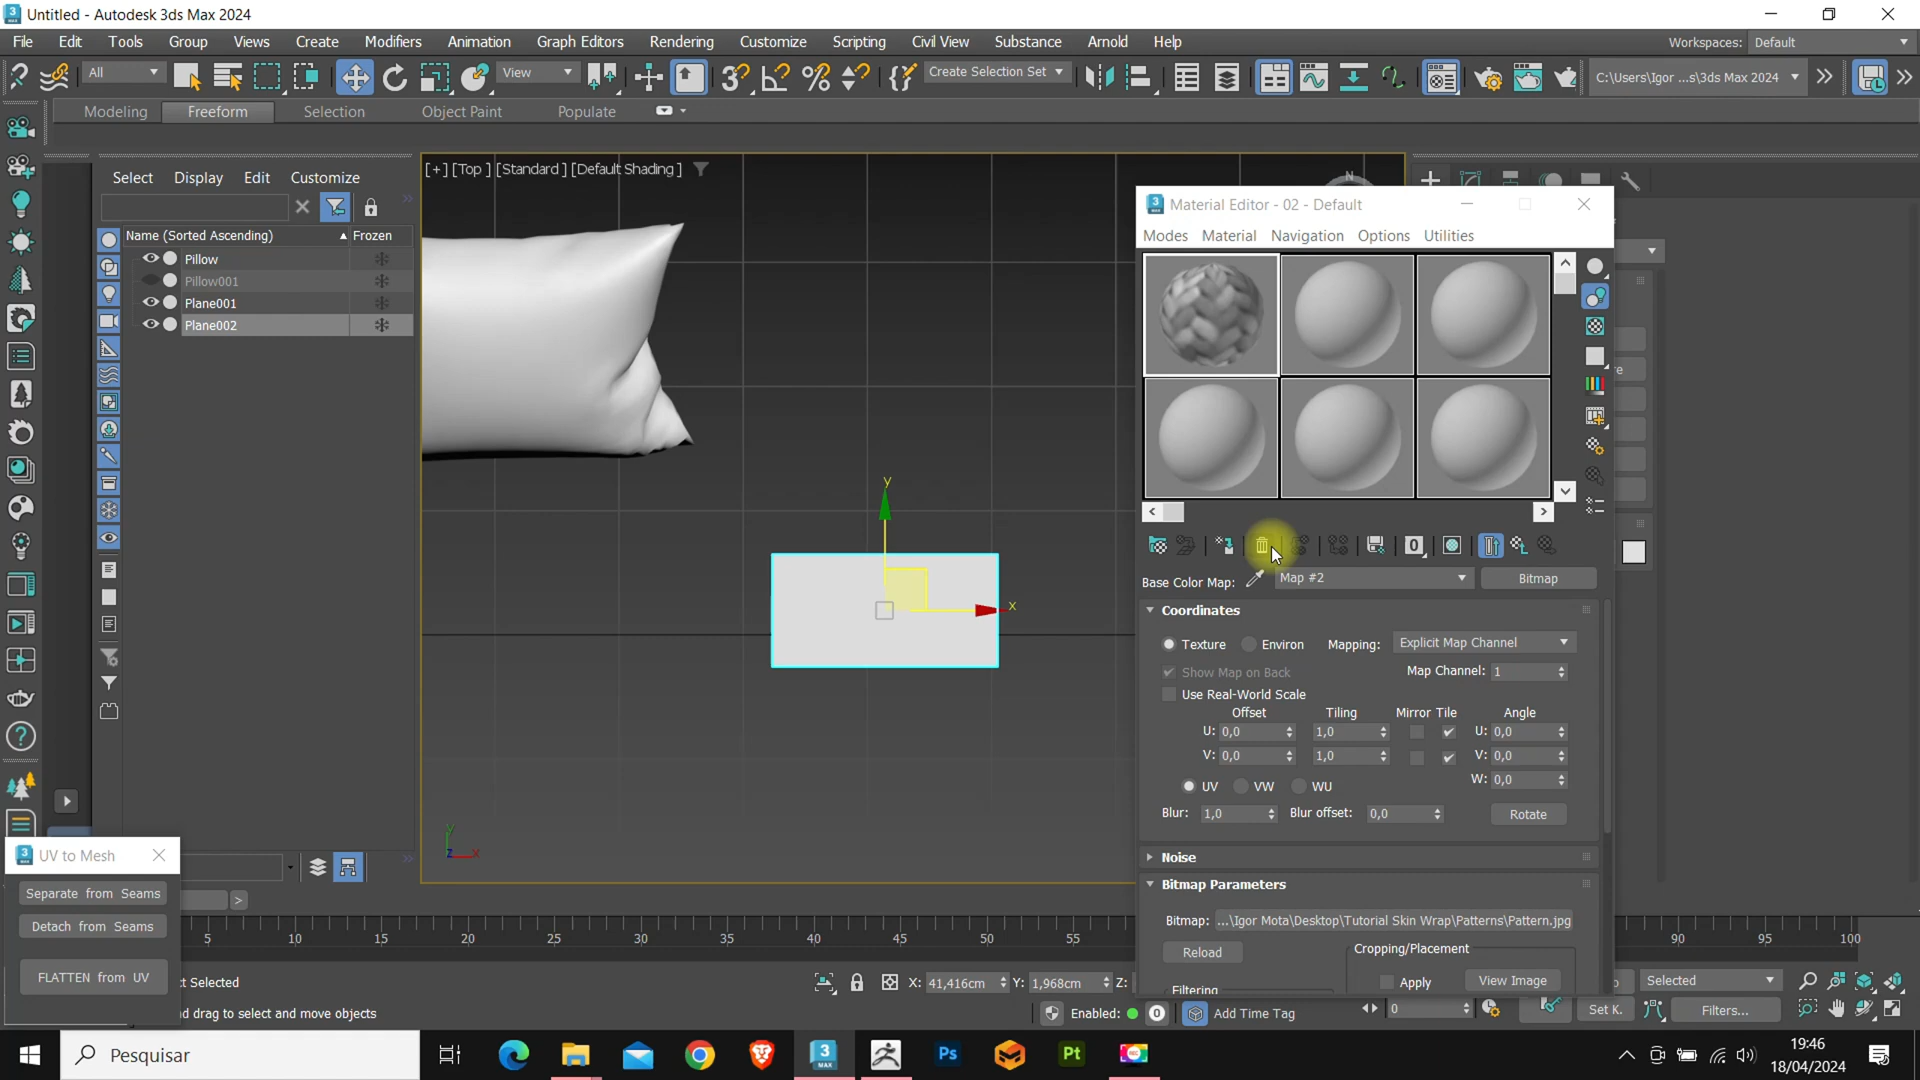 Untitled - Autodesk 3ds Max 2024
File Edit Tools Group Views Create Modifiers Animation Graph Editors Rendering Customize Scripting Civil View Substance Arnold Help
Workspaces: Default
All
View
Create Selection Set
C:\Users\Igor ...s\3ds Max 2024
Modeling Freeform Selection Object Paint Populate
Select Display Edit Customize
Name (Sorted Ascending) Frozen
Pillow
Pillow001
Plane001
Plane002
[+] [Top ] [Standard ] [Default Shading ]
N
y
x
y
z x
Material Editor - 02 - Default
Modes Material Navigation Options Utilities
0
Base Color Map: Map #2 Bitmap
Coordinates
Texture Environ Mapping: Explicit Map Channel
Show Map on Back Map Channel: 1
Use Real-World Scale
Offset Tiling Mirror Tile Angle
U: 0,0 1,0 U: 0,0
V: 0,0 1,0 V: 0,0
W: 0,0
UV VW WU
Blur: 1,0 Blur offset: 0,0 Rotate
Noise
Bitmap Parameters
Bitmap: ...\Igor Mota\Desktop\Tutorial Skin Wrap\Patterns\Pattern.jpg
Reload
Cropping/Placement
Apply View Image
Filtering
UV to Mesh
Separate from Seams
Detach from Seams
FLATTEN from UV
5 10 15 20 25 30 35 40 45 50 55 90 95 100
ct Selected
X: 41,416cm Y: 1,968cm Z:
Selected
d drag to select and move objects
Enabled: 0 Add Time Tag
0
Set K. Filters...
Pesquisar
Ps
Pt
19:46
18/04/2024